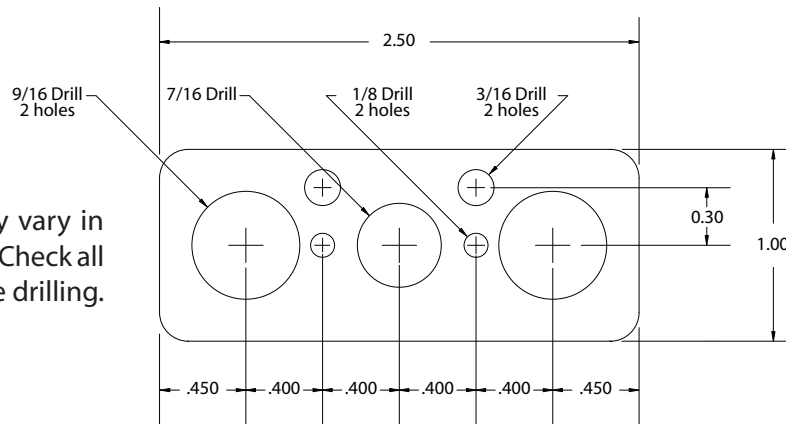 2.50
9/16 Drill
2 holes
7/16 Drill
1/8 Drill
2 holes
3/16 Drill
2 holes
y vary in
Check all
e drilling.
0.30
1.00
.450 .400 .400 .400 .400 .450